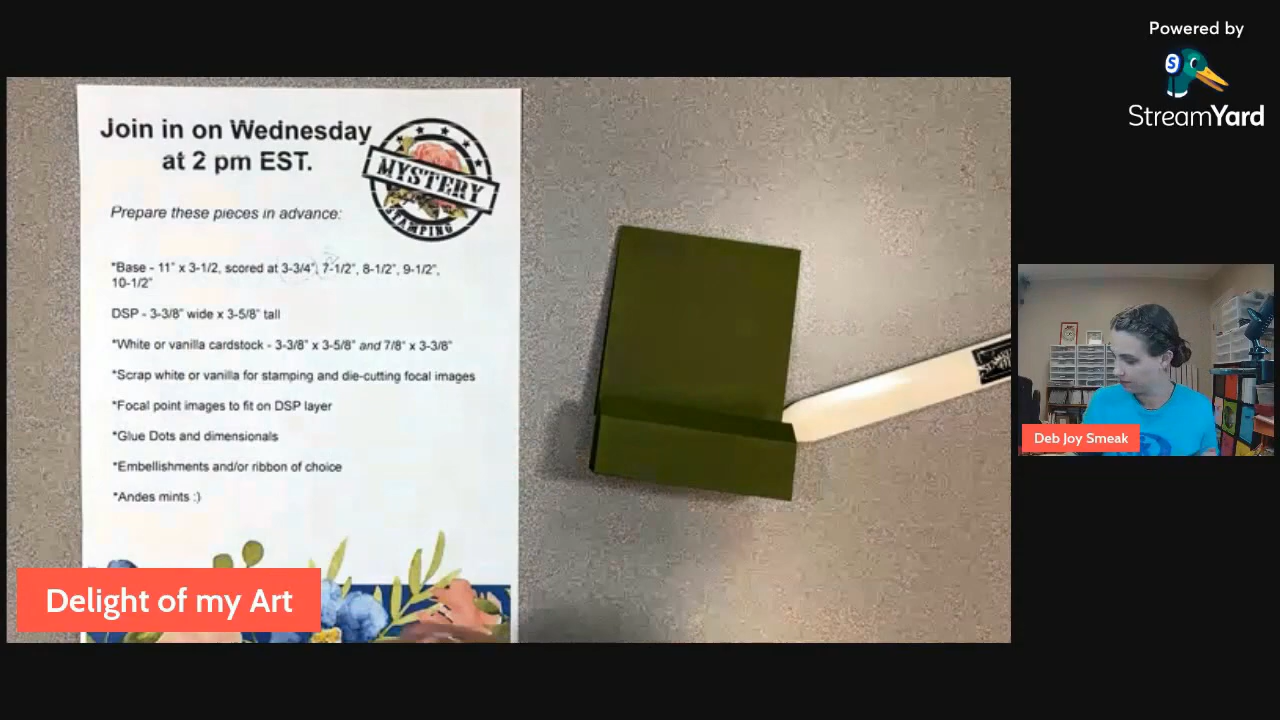 Powered by
StreamYard
Join in on Wednesday
at 2 pm EST.
MYSTERY
STAMPING
Prepare these pieces in advance:
*Base - 11" x 3-1/2, scored at 3-3/4", 7-1/2", 8-1/2", 9-1/2",
10-1/2"
DSP - 3-3/8" wide x 3-5/8" tall
*White or vanilla cardstock - 3-3/8" x 3-5/8" and 7/8" x 3-3/8"
*Scrap white or vanilla for stamping and die-cutting focal images
*Focal point images to fit on DSP layer
*Glue Dots and dimensionals
*Embellishments and/or ribbon of choice
*Andes mints :)
Deb Joy Smeak
Delight of my Art